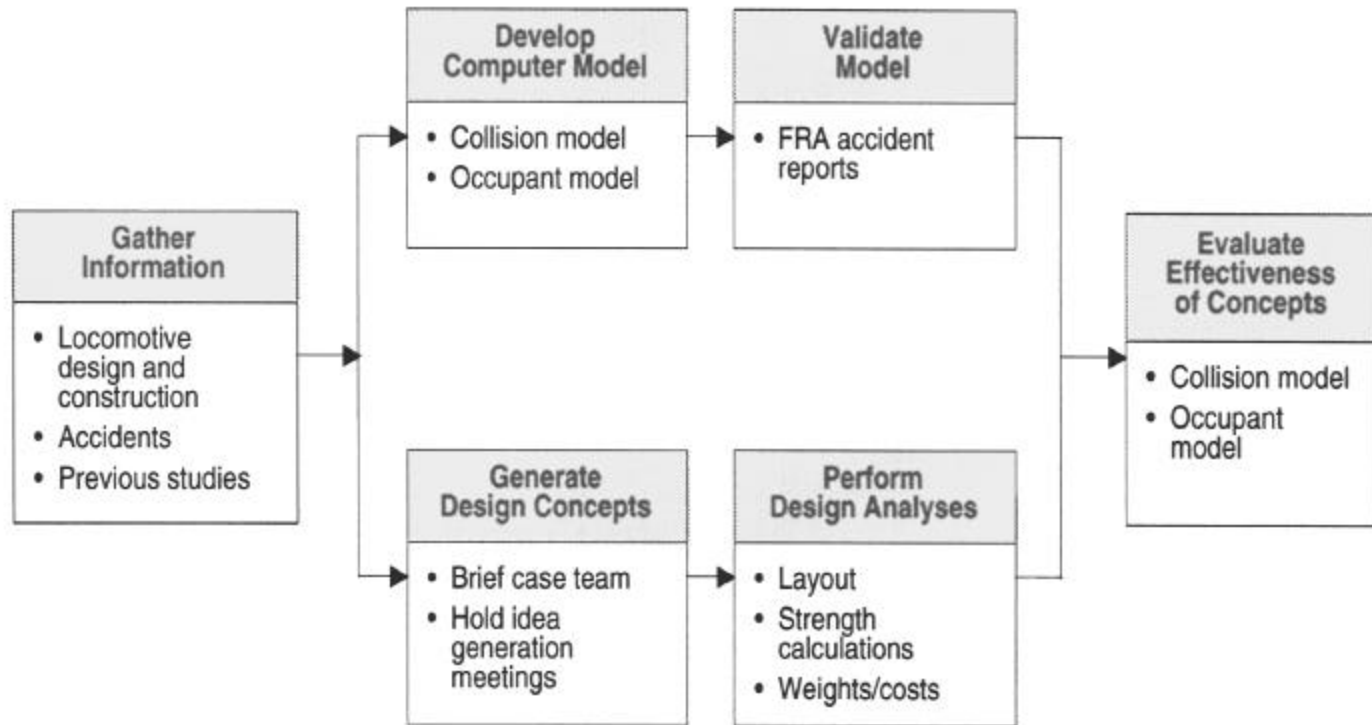 Gather
Information
• Locomotive
design and
construction
• Accidents
• Previous studies
Develop
Computer Model
• Collision model
• Occupant model
Validate
Model
• FRA accident
reports
Generate
Design Concepts
• Brief case team
• Hold idea
generation
meetings
Perform
Design Analyses
• Layout
• Strength
calculations
• Weights/costs
Evaluate
Effectiveness
of Concepts
• Collision model
• Occupant
model